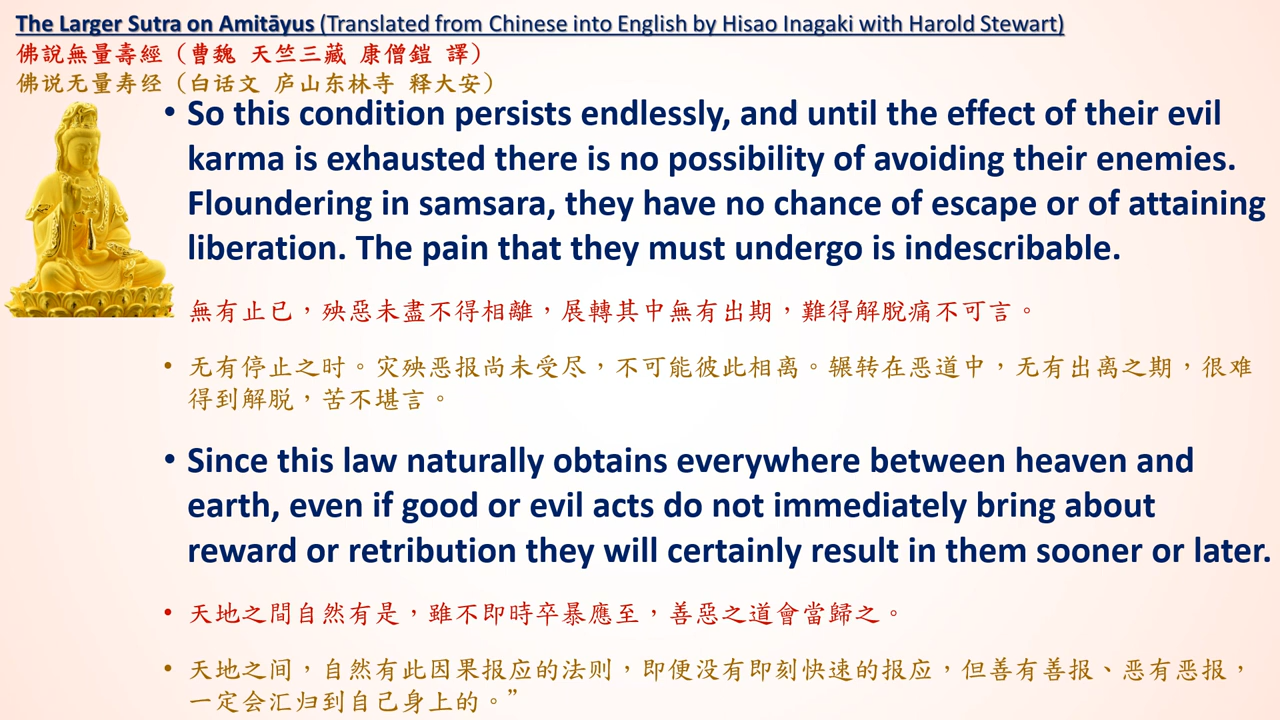 The Larger Sutra on Amitāyus (Translated from Chinese into English by Hisao Inagaki with Harold Stewart)
佛說無量壽經（曹魏 天竺三藏 康僧鎧 譯）
佛说无量寿经（白话文 庐山东林寺 释大安）
• So this condition persists endlessly, and until the effect of their evil
karma is exhausted there is no possibility of avoiding their enemies.
Floundering in samsara, they have no chance of escape or of attaining
liberation. The pain that they must undergo is indescribable.
無有止已，殃惡未盡不得相離，展轉其中無有出期，難得解脫痛不可言。
• 无有停止之时。灾殃恶报尚未受尽，不可能彼此相离。辗转在恶道中，无有出离之期，很难
得到解脱，苦不堪言。
• Since this law naturally obtains everywhere between heaven and
earth, even if good or evil acts do not immediately bring about
reward or retribution they will certainly result in them sooner or later.
• 天地之間自然有是，雖不即時卒暴應至，善惡之道會當歸之。
• 天地之间，自然有此因果报应的法则，即便没有即刻快速的报应，但善有善报、恶有恶报，
一定会汇归到自己身上的。”